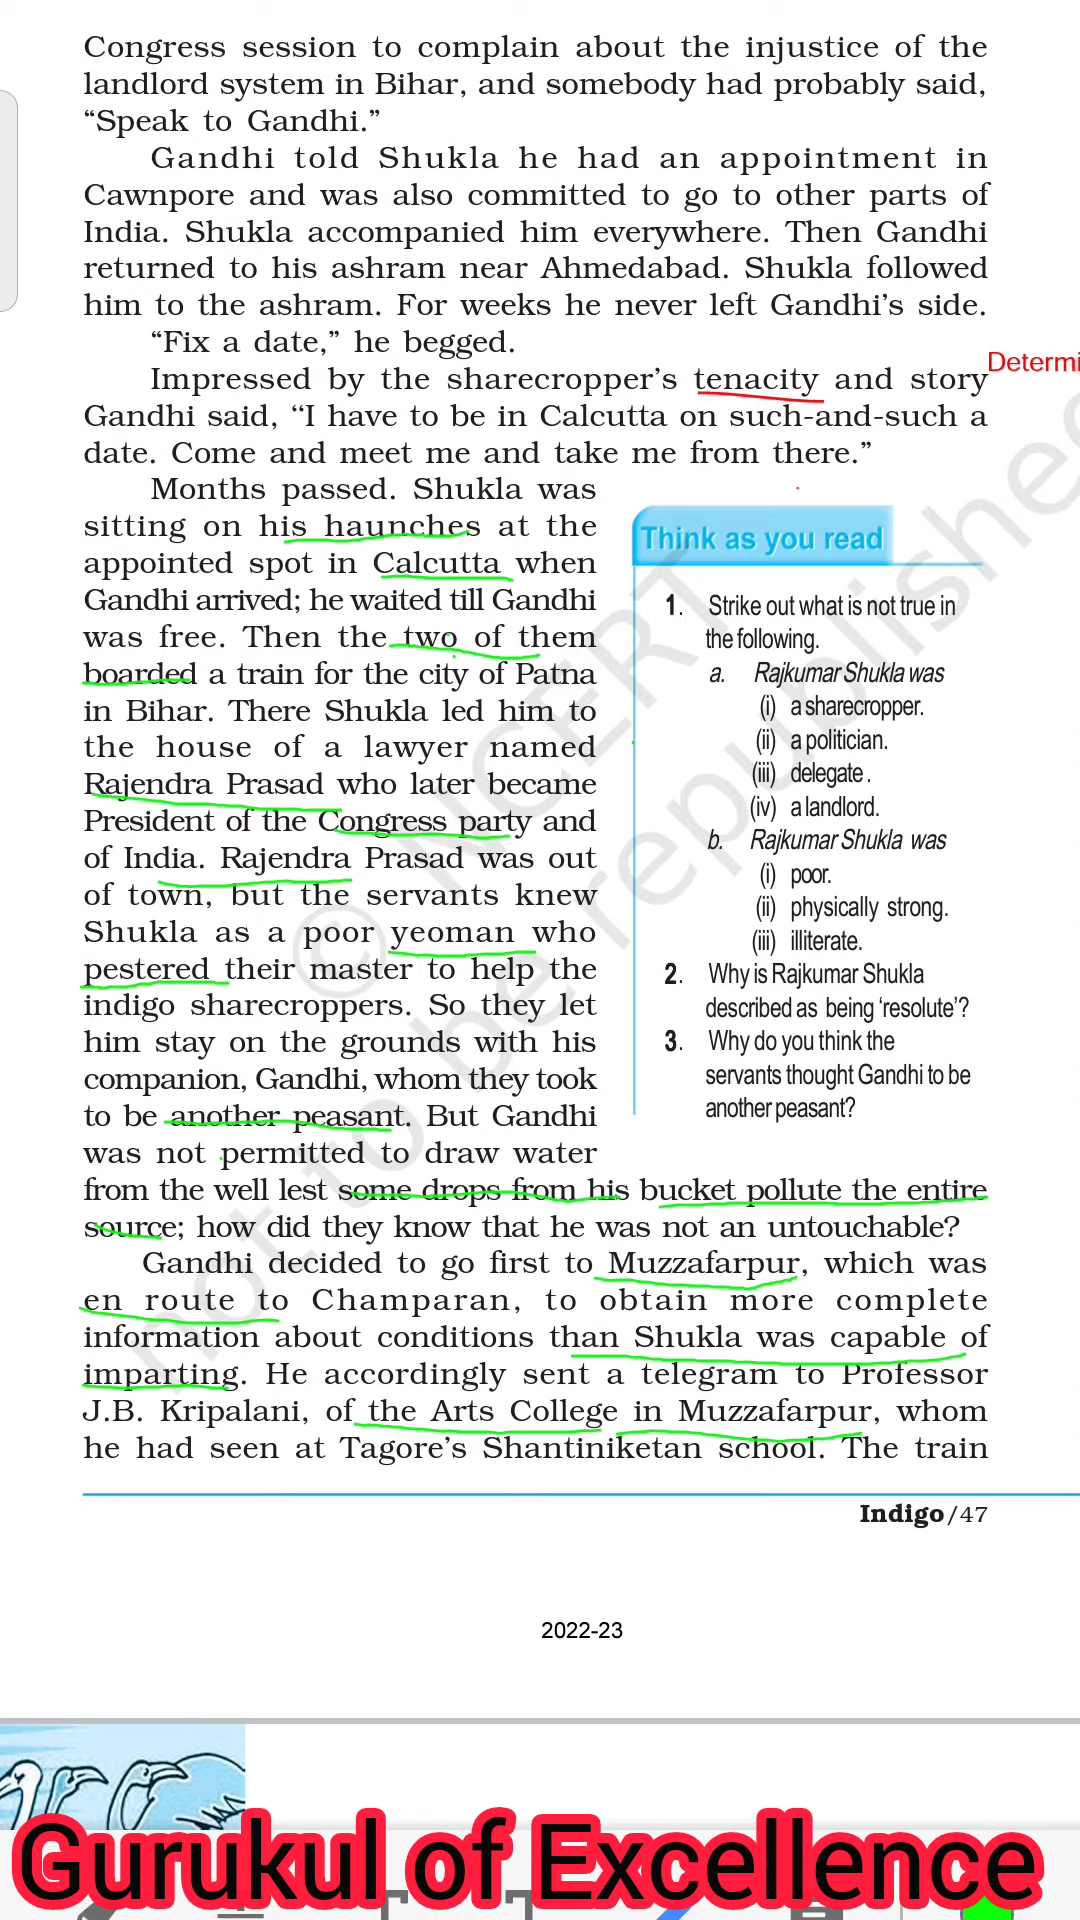 Congress session to complain about the injustice of the
landlord system in Bihar, and somebody had probably said,
“Speak to Gandhi.”
Gandhi told Shukla he had an appointment in
Cawnpore and was also committed to go to other parts of
India. Shukla accompanied him everywhere. Then Gandhi
returned to his ashram near Ahmedabad. Shukla followed
him to the ashram. For weeks he never left Gandhi’s side.
“Fix a date,” he begged.
Impressed by the sharecropper’s tenacity and story
Determi
Gandhi said, “I have to be in Calcutta on such-and-such a
date. Come and meet me and take me from there.”
Months passed. Shukla was
sitting on his haunches at the
appointed spot in Calcutta when
Gandhi arrived; he waited till Gandhi
was free. Then the two of them
boarded a train for the city of Patna
in Bihar. There Shukla led him to
the house of a lawyer named
Rajendra Prasad who later became
President of the Congress party and
of India. Rajendra Prasad was out
of town, but the servants knew
Shukla as a poor yeoman who
pestered their master to help the
indigo sharecroppers. So they let
him stay on the grounds with his
companion, Gandhi, whom they took
to be another peasant. But Gandhi
was not permitted to draw water
from the well lest some drops from his bucket pollute the entire
source; how did they know that he was not an untouchable?
Gandhi decided to go first to Muzzafarpur, which was
en route to Champaran, to obtain more complete
information about conditions than Shukla was capable of
imparting. He accordingly sent a telegram to Professor
J.B. Kripalani, of the Arts College in Muzzafarpur, whom
he had seen at Tagore’s Shantiniketan school. The train
Think as you read
1. Strike out what is not true in
the following.
a. Rajkumar Shukla was
(i) a sharecropper.
(ii) a politician.
(iii) delegate.
(iv) a landlord.
b. Rajkumar Shukla was
(i) poor.
(ii) physically strong.
(iii) illiterate.
2. Why is Rajkumar Shukla
described as being ‘resolute’?
3. Why do you think the
servants thought Gandhi to be
another peasant?
© NCERT
not to be republished
Indigo/47
2022-23
Gurukul of Excellence